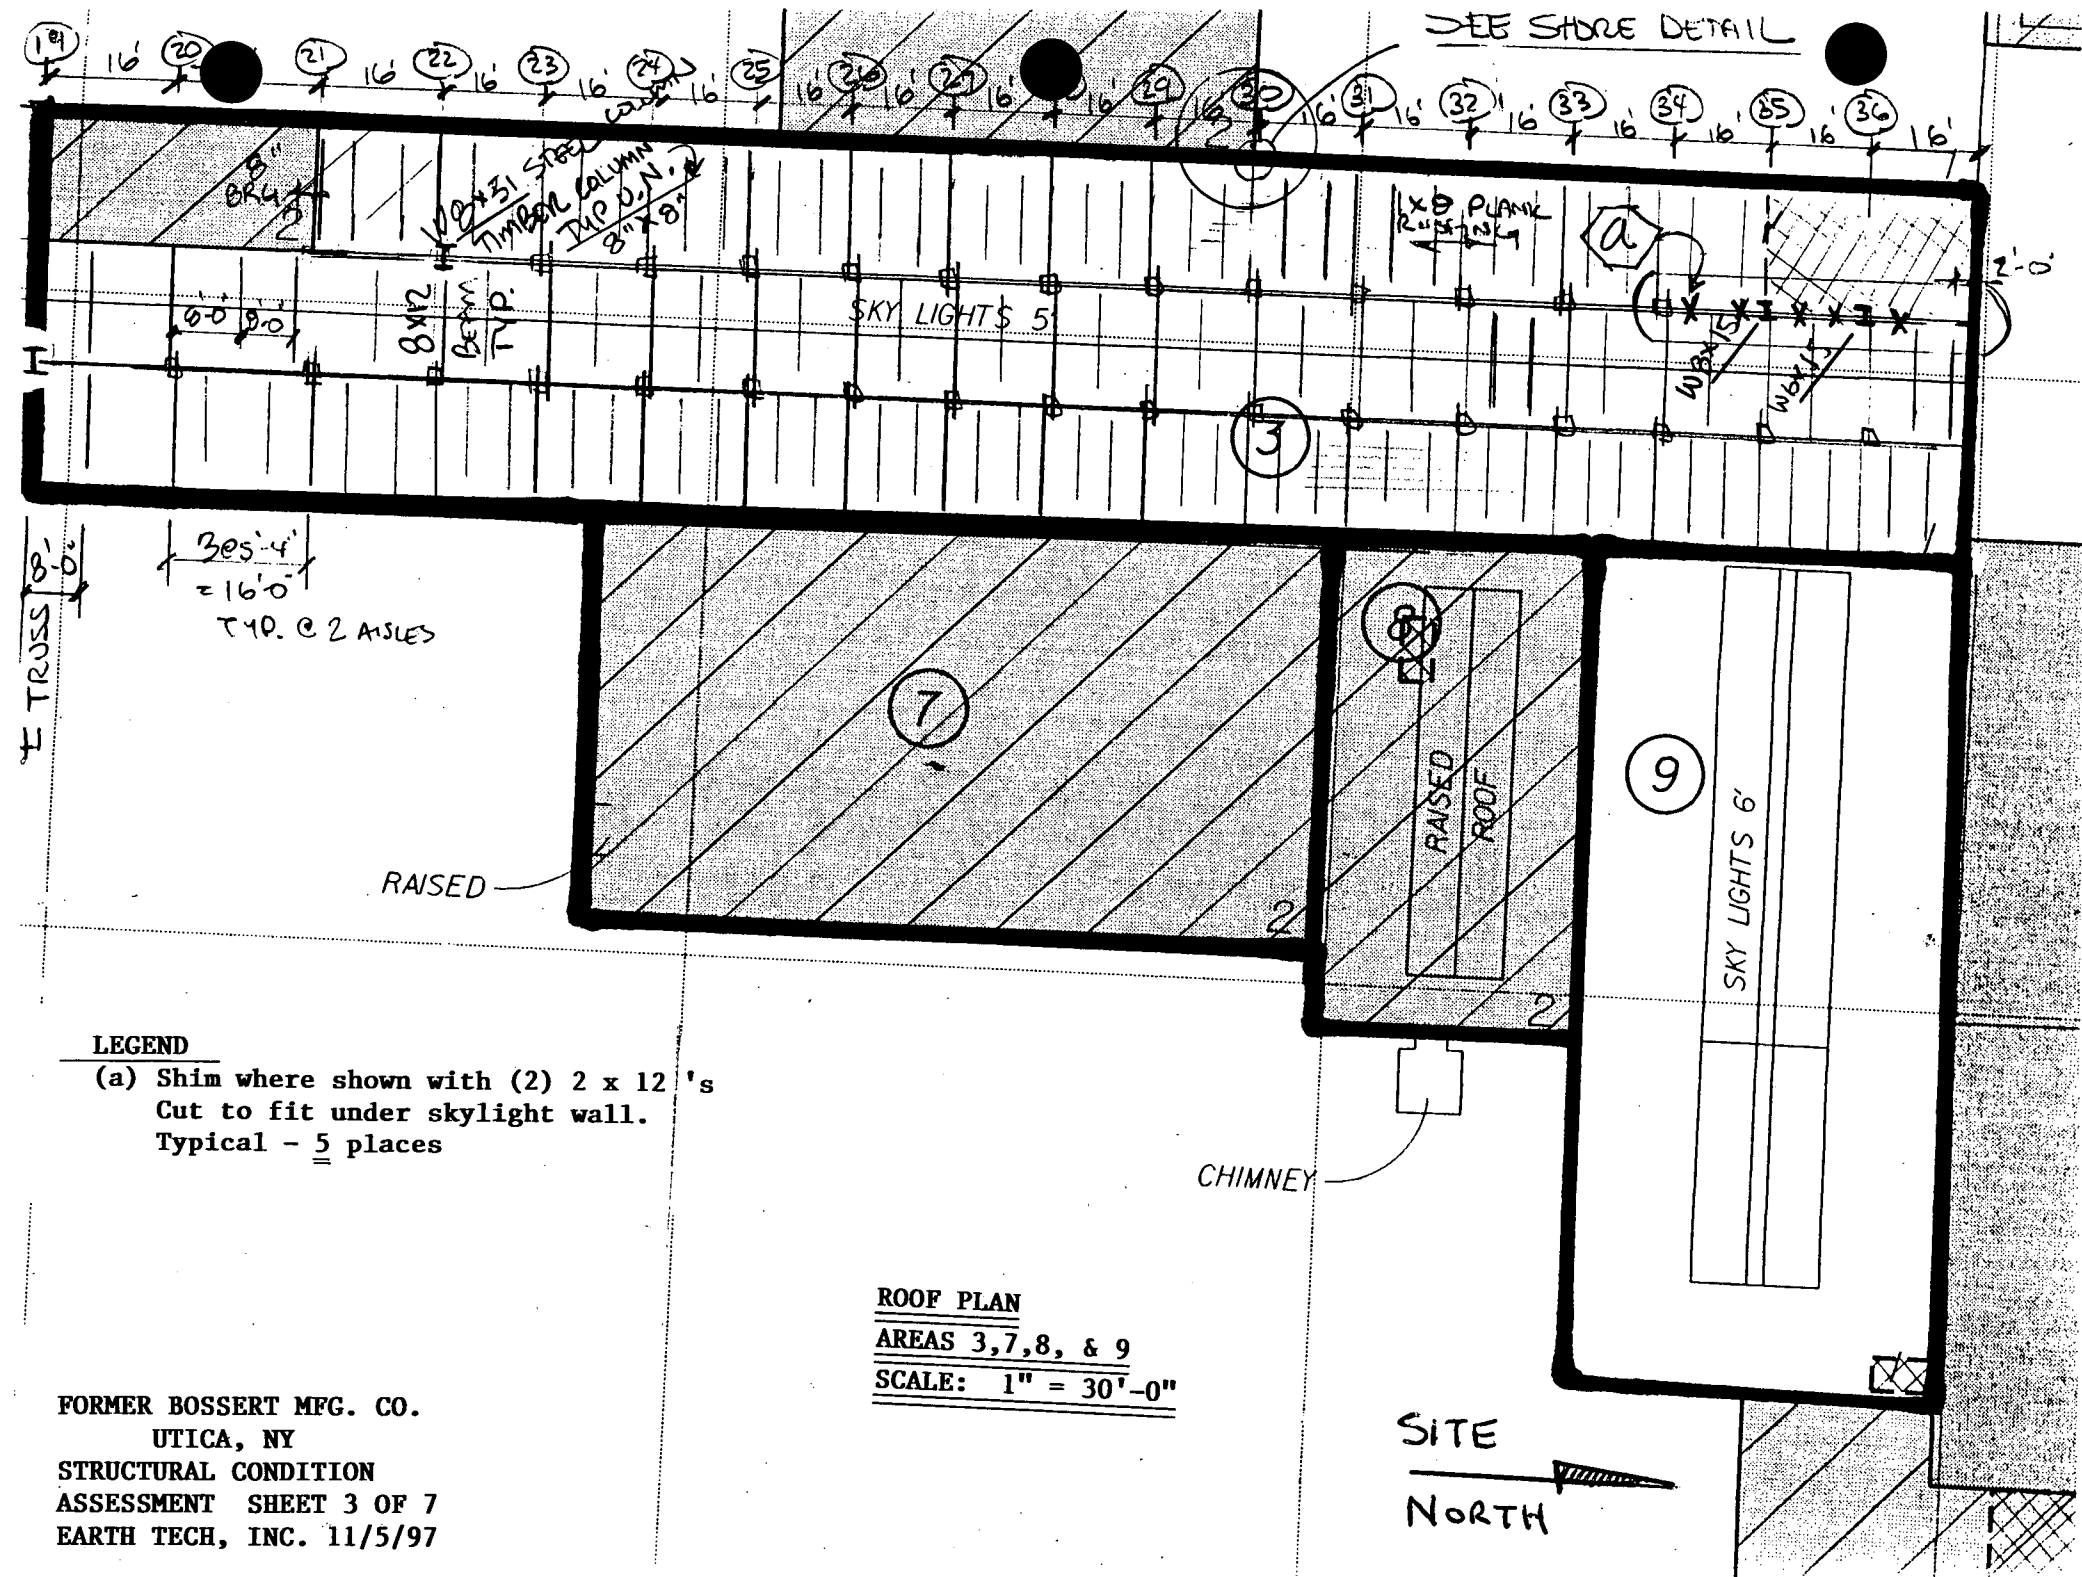 SEE SHORE DETAIL
19 20 21 22 23 24 25 26 27 29 30 31 32 33 34 35 36
16' 16' 16' 16' 16' 16' 16' 16' 16' 16' 16' 16' 16' 16' 16' 16' 16'
8"
BRG
2
W8x31 STEEL
COLUMN
TIMBER COLUMN
TYP U.N.
8"x8"
2
1x8 PLANK
a
2'-0"
8'-0" 8'-0"
8x12
BEAM
TYP.
SKY LIGHTS 5'
W8x15
W6x15
3
8'-0"
℄ TRUSS
3@5'-4"
= 16'0"
TYP. @ 2 AISLES
7
8
RAISED
ROOF
9
SKY LIGHTS 6'
RAISED
2
2
CHIMNEY
LEGEND
(a) Shim where shown with (2) 2 x 12 's
Cut to fit under skylight wall.
Typical - 5 places
ROOF PLAN
AREAS 3,7,8, & 9
SCALE: 1" = 30'-0"
FORMER BOSSERT MFG. CO.
UTICA, NY
STRUCTURAL CONDITION
ASSESSMENT SHEET 3 OF 7
EARTH TECH, INC. 11/5/97
SITE
NORTH